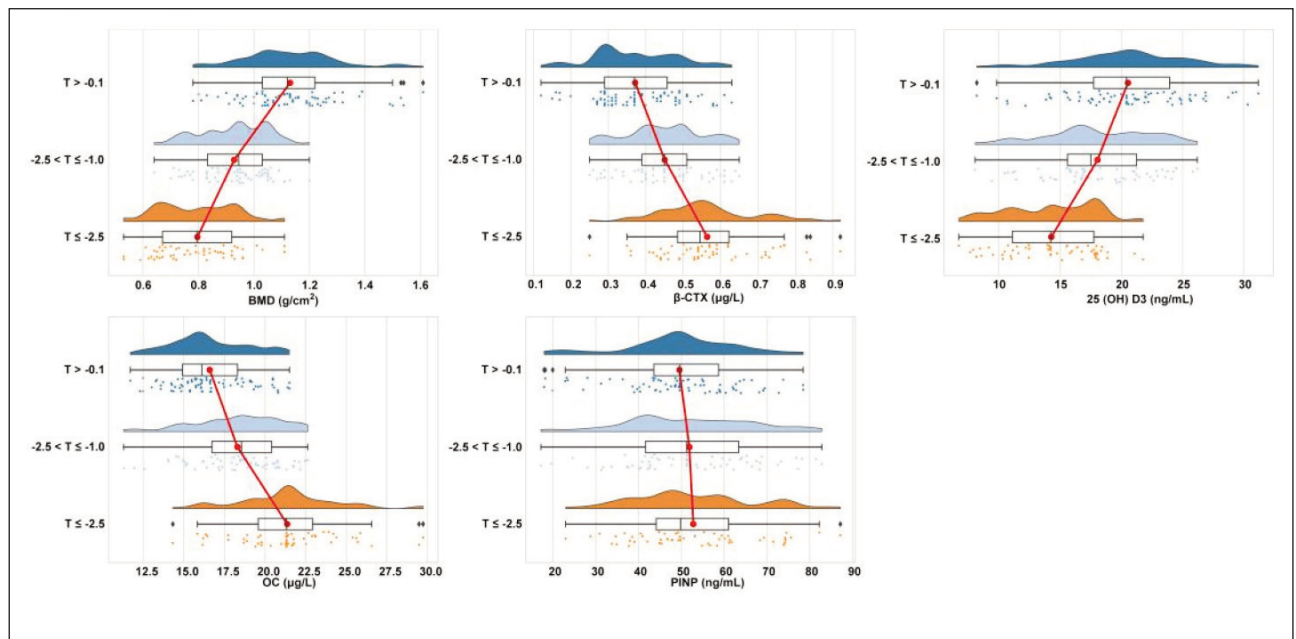 T > -0.1
-2.5 < T ≤ -1.0
T ≤ -2.5
0.6 0.8 1.0 1.2 1.4 1.6
BMD (g/cm²)
T > -0.1
-2.5 < T ≤ -1.0
T ≤ -2.5
0.1 0.2 0.3 0.4 0.5 0.6 0.7 0.8 0.9
β-CTX (µg/L)
T > -0.1
-2.5 < T ≤ -1.0
T ≤ -2.5
10 15 20 25 30
25 (OH) D3 (ng/mL)
T > -0.1
-2.5 < T ≤ -1.0
T ≤ -2.5
12.5 15.0 17.5 20.0 22.5 25.0 27.5 30.0
OC (µg/L)
T > -0.1
-2.5 < T ≤ -1.0
T ≤ -2.5
20 30 40 50 60 70 80 90
PINP (ng/mL)